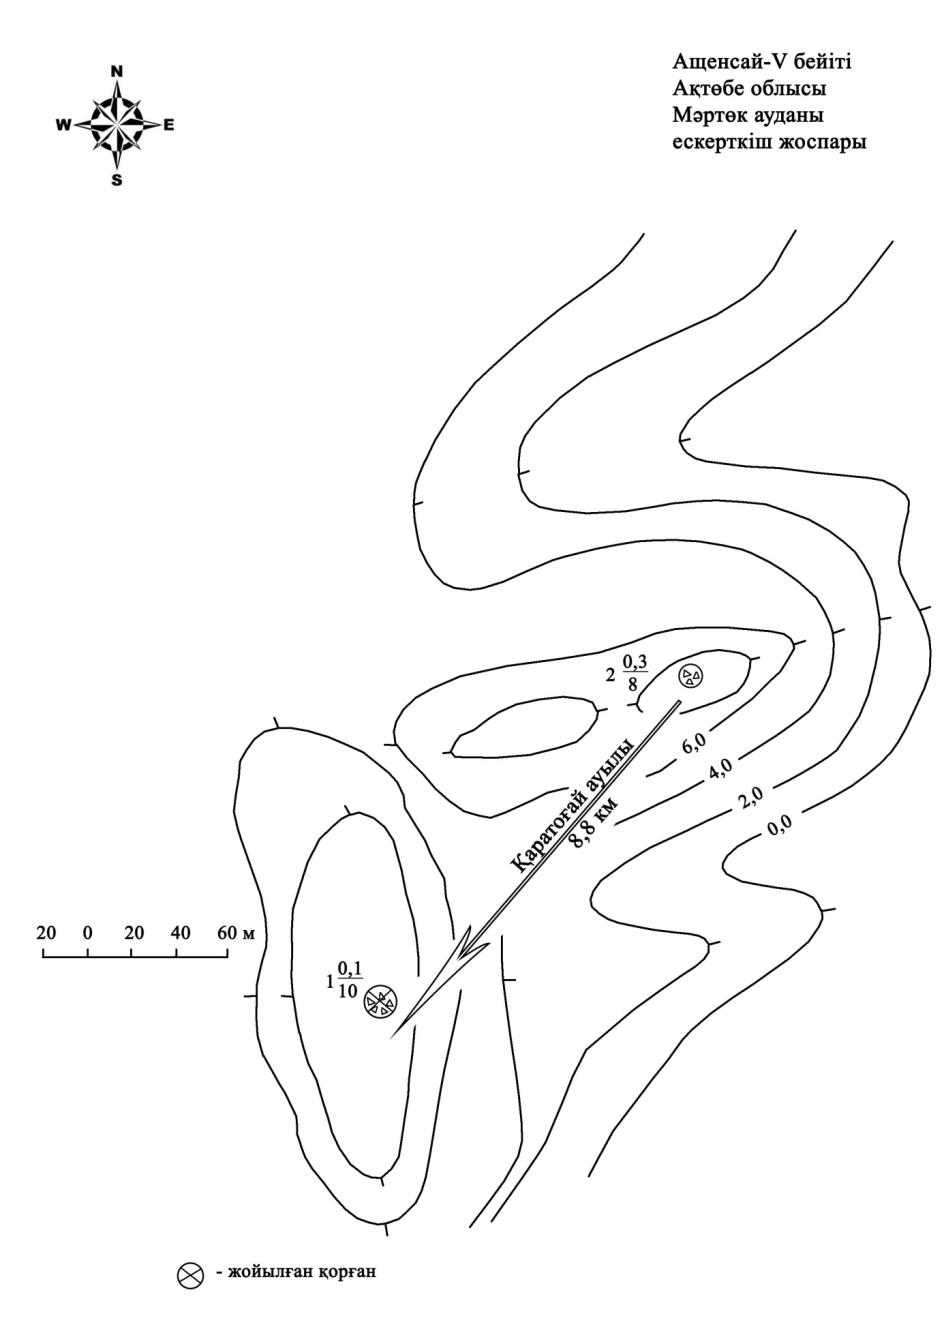 N
W E
S
Ащенсай-V бейіті
Ақтөбе облысы
Мәртөк ауданы
ескерткіш жоспары
2 0,3
8
6,0
4,0
2,0
0,0
Қаратоғай ауылы
8,8 км
20 0 20 40 60 м
1 0,1
10
- жойылған қорған